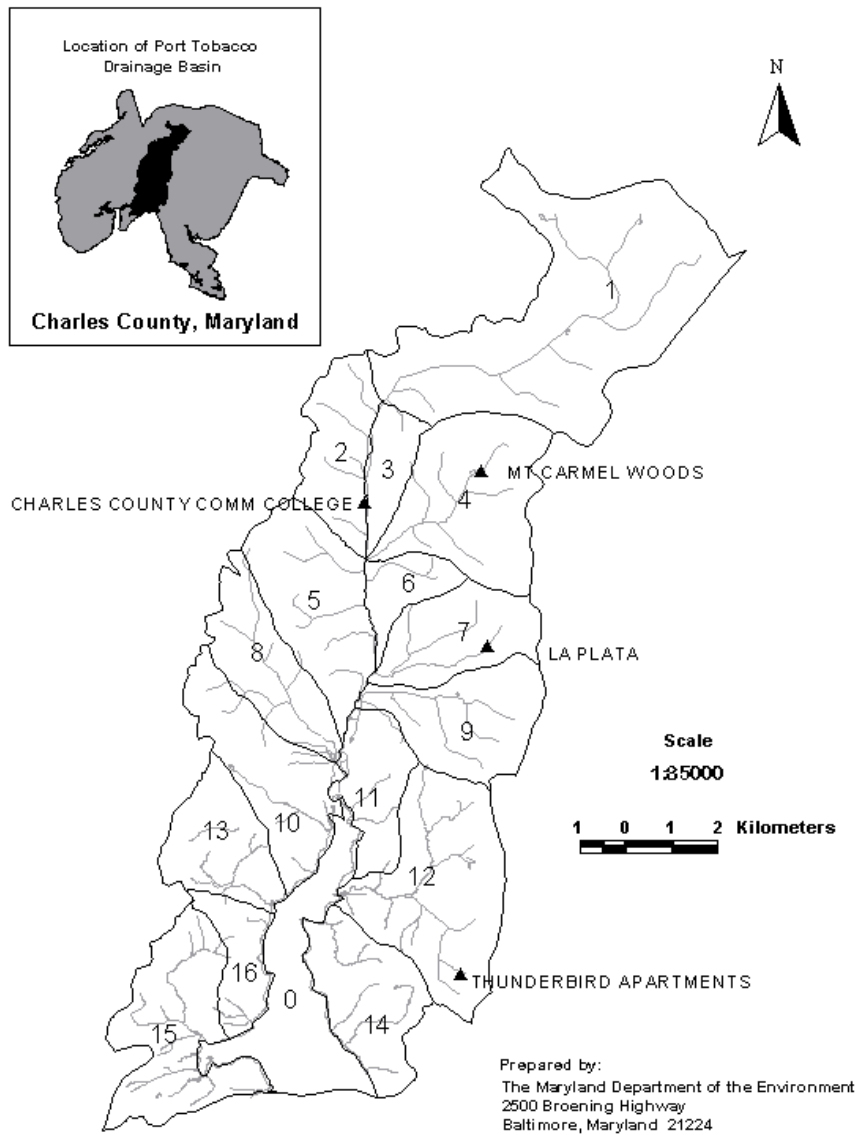 Location of Port Tobacco
Drainage Basin
Charles County, Maryland
N
1
2
3
MT CARMEL WOODS
4
CHARLES COUNTY COMM COLLEGE
6
5
7
LA PLATA
8
9
Scale
1:85000
1 0 1 2 Kilometers
11
10
13
12
THUNDERBIRD APARTMENTS
16
0
14
15
Prepared by:
The Maryland Department of the Environment
2500 Broening Highway
Baltimore, Maryland 21224